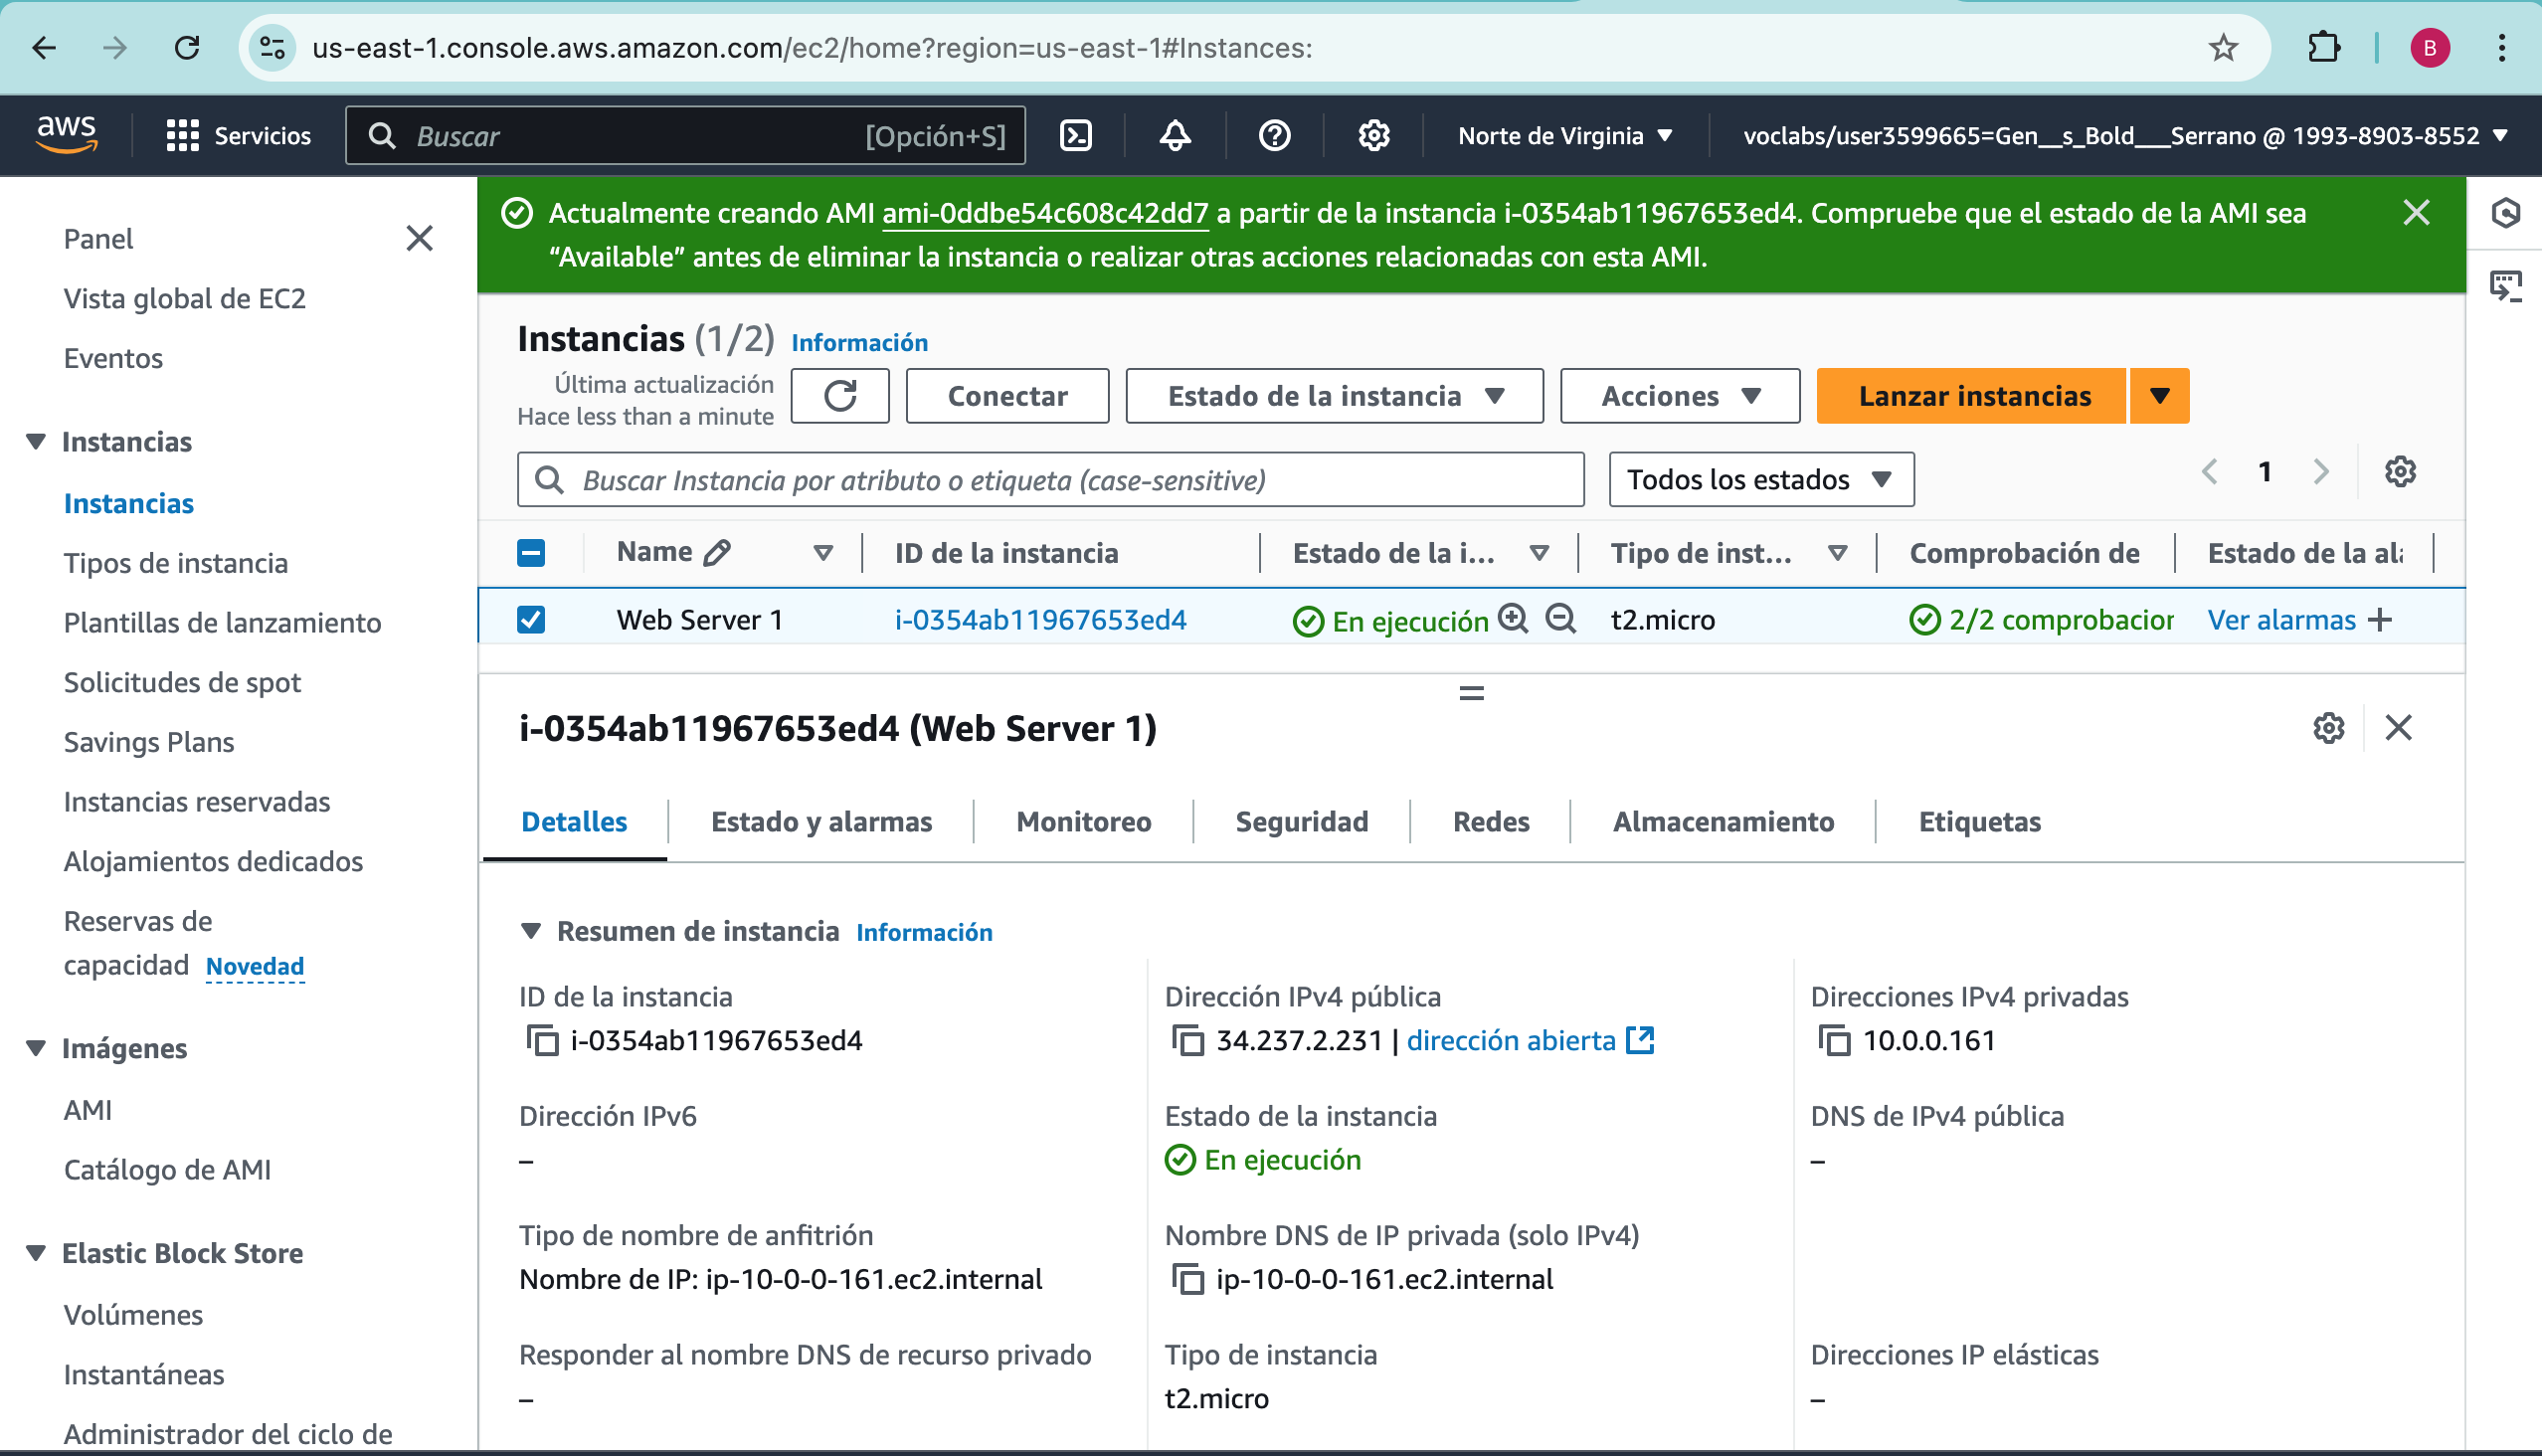 us-east-1.console.aws.amazon.com/ec2/home?region=us-east-1#Instances:
B
aws
Servicios
Buscar
[Opción+S]
Norte de Virginia
voclabs/user3599665=Gen__s_Bold___Serrano @ 1993-8903-8552
Panel
Vista global de EC2
Eventos
Instancias
Instancias
Tipos de instancia
Plantillas de lanzamiento
Solicitudes de spot
Savings Plans
Instancias reservadas
Alojamientos dedicados
Reservas de
capacidad Novedad
Imágenes
AMI
Catálogo de AMI
Elastic Block Store
Volúmenes
Instantáneas
Administrador del ciclo de
Actualmente creando AMI ami-0ddbe54c608c42dd7 a partir de la instancia i-0354ab11967653ed4. Compruebe que el estado de la AMI sea
“Available” antes de eliminar la instancia o realizar otras acciones relacionadas con esta AMI.
Instancias (1/2) Información
Última actualización
Hace less than a minute
Conectar
Estado de la instancia
Acciones
Lanzar instancias
Buscar Instancia por atributo o etiqueta (case-sensitive)
Todos los estados
1
Name
ID de la instancia
Estado de la i...
Tipo de inst...
Comprobación de
Estado de la
Web Server 1
i-0354ab11967653ed4
En ejecución
t2.micro
2/2 comprobacion
Ver alarmas +
i-0354ab11967653ed4 (Web Server 1)
Detalles
Estado y alarmas
Monitoreo
Seguridad
Redes
Almacenamiento
Etiquetas
Resumen de instancia Información
ID de la instancia
i-0354ab11967653ed4
Dirección IPv4 pública
34.237.2.231 | dirección abierta
Direcciones IPv4 privadas
10.0.0.161
Dirección IPv6
–
Estado de la instancia
En ejecución
DNS de IPv4 pública
–
Tipo de nombre de anfitrión
Nombre de IP: ip-10-0-0-161.ec2.internal
Nombre DNS de IP privada (solo IPv4)
ip-10-0-0-161.ec2.internal
Responder al nombre DNS de recurso privado
–
Tipo de instancia
t2.micro
Direcciones IP elásticas
–